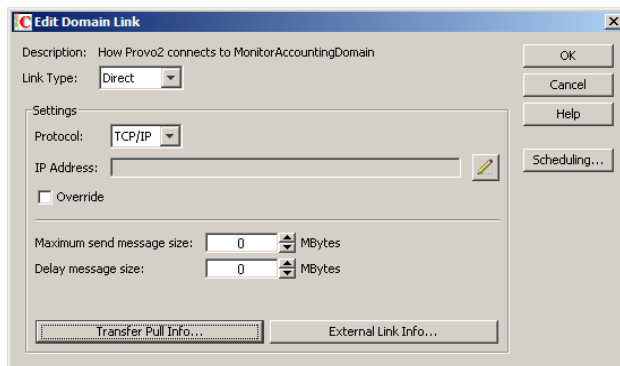 Edit Domain Link
Description: How Provo2 connects to MonitorAccountingDomain
Link Type: Direct
OK
Cancel
Help
Scheduling...
Settings
Protocol: TCP/IP
IP Address:
Override
Maximum send message size: 0 MBytes
Delay message size: 0 MBytes
Transfer Pull Info... External Link Info...